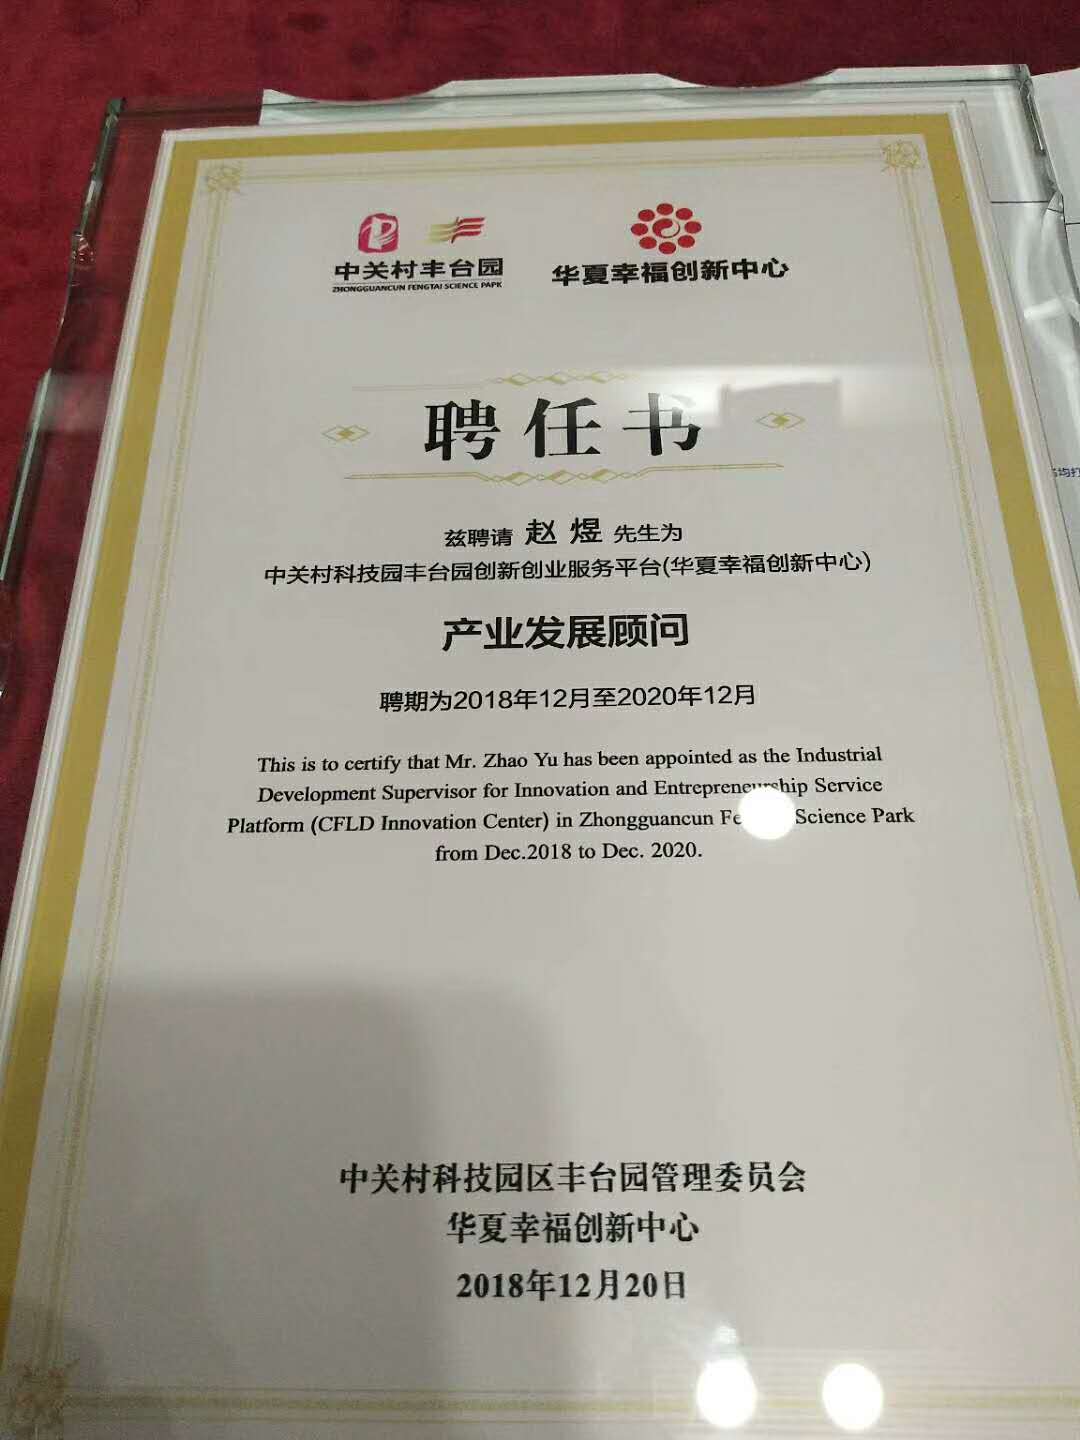 中关村丰台园
ZHONGGUANCUN FENGTAI SCIENCE PARK
华夏幸福创新中心
聘任书
兹聘请 赵煜 先生为
中关村科技园丰台园创新创业服务平台(华夏幸福创新中心)
产业发展顾问
聘期为2018年12月至2020年12月
This is to certify that Mr. Zhao Yu has been appointed as the Industrial
Development Supervisor for Innovation and Entrepreneurship Service
Platform (CFLD Innovation Center) in Zhongguancun Science Park
from Dec.2018 to Dec. 2020.
中关村科技园区丰台园管理委员会
华夏幸福创新中心
2018年12月20日